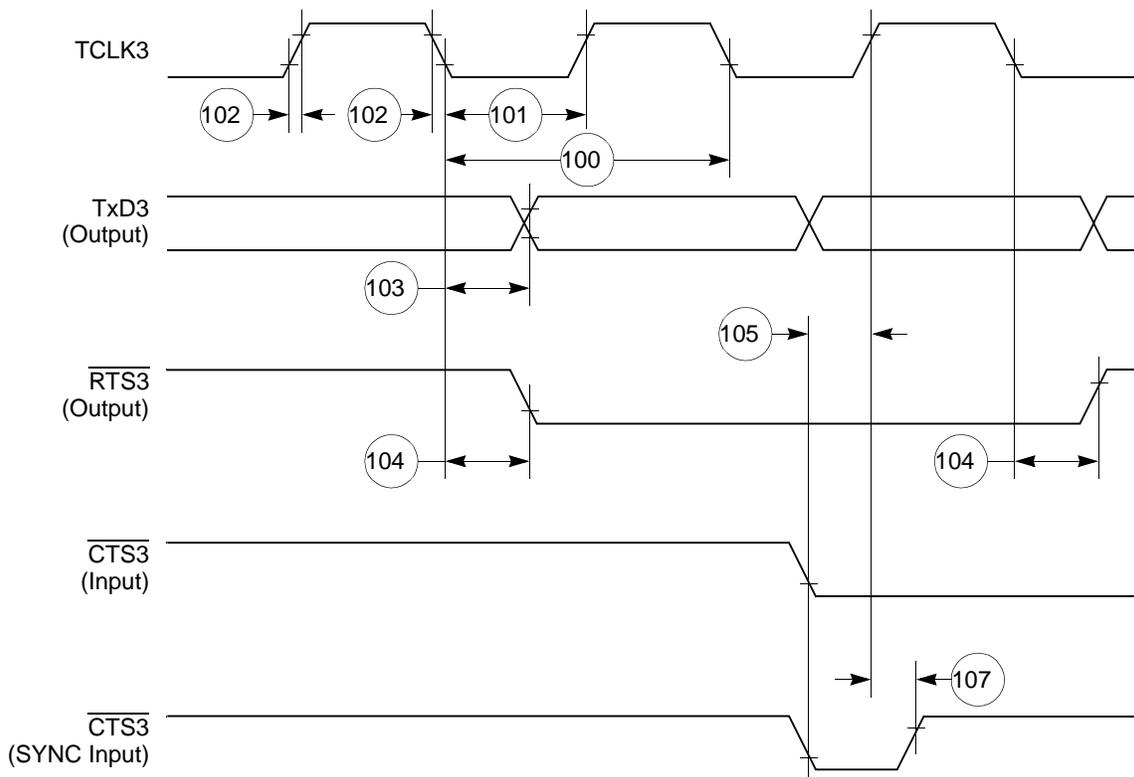 TCLK3
102
102
101
100
TxD3
(Output)
103
105
RTS3
(Output)
104
104
CTS3
(Input)
107
CTS3
(SYNC Input)